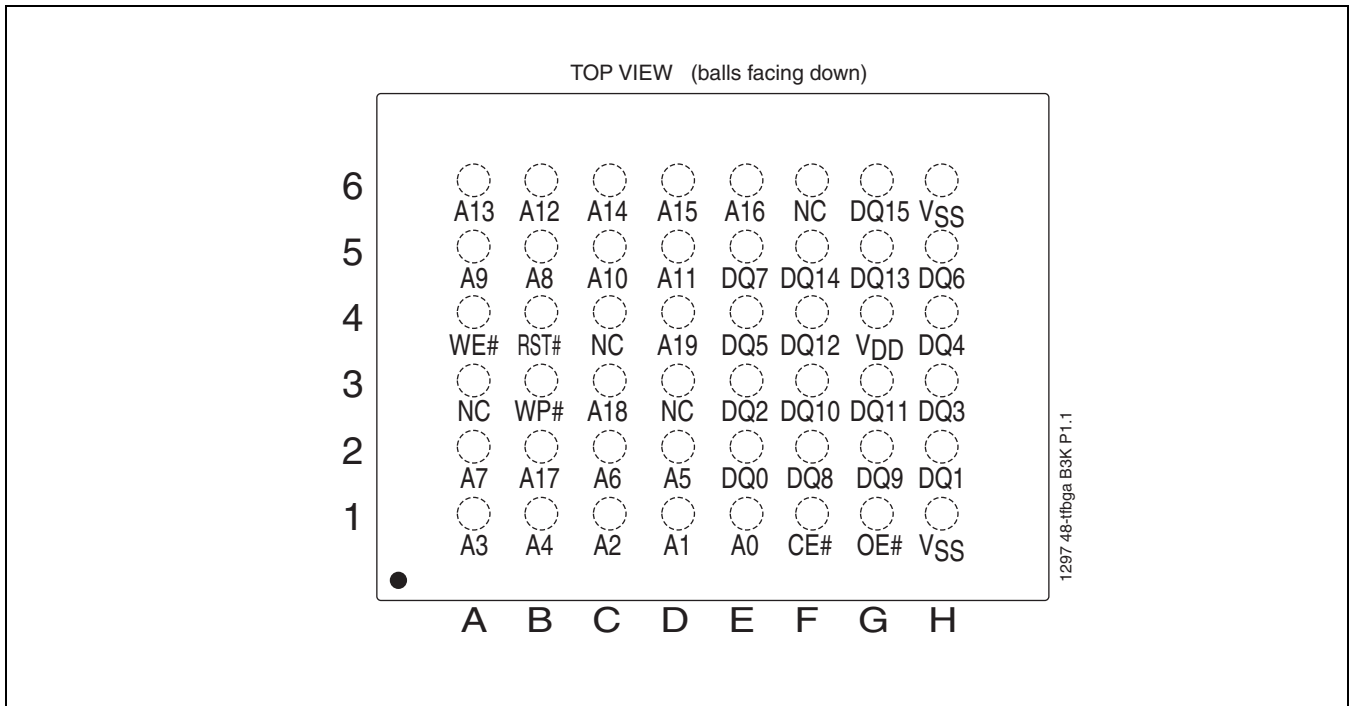 TOP VIEW (balls facing down)
6
A13 A12 A14 A15 A16 NC DQ15 VSS
5
A9 A8 A10 A11 DQ7 DQ14 DQ13 DQ6
4
WE# RST# NC A19 DQ5 DQ12 VDD DQ4
3
NC WP# A18 NC DQ2 DQ10 DQ11 DQ3
2
A7 A17 A6 A5 DQ0 DQ8 DQ9 DQ1
1
A3 A4 A2 A1 A0 CE# OE# VSS
A B C D E F G H
1297 48-tfbga B3K P1.1